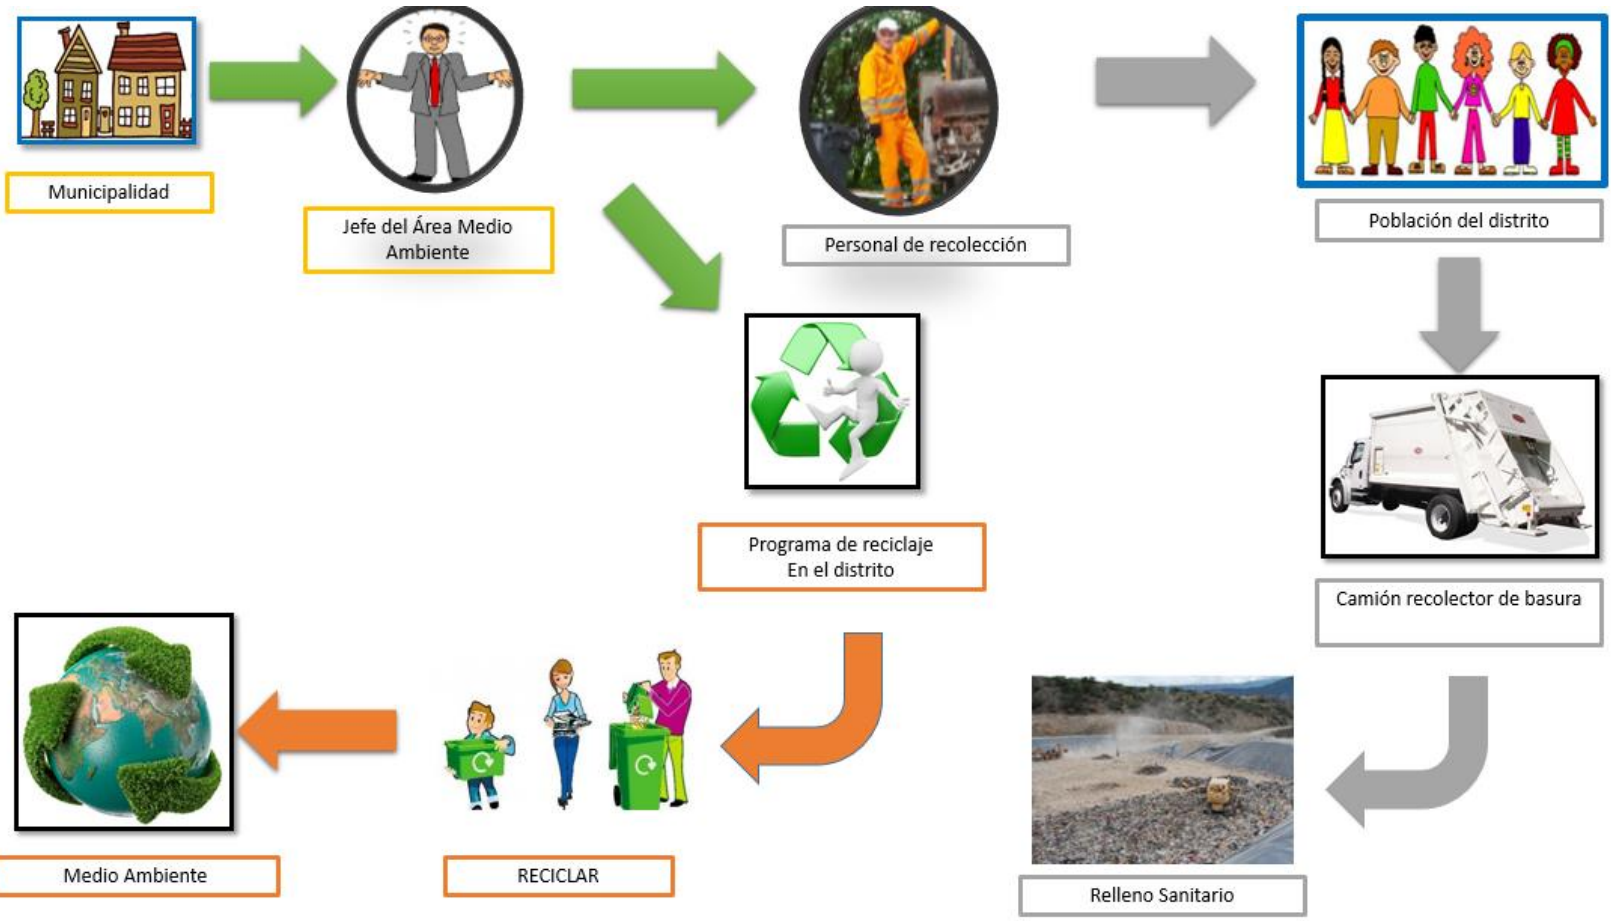 Municipalidad
Jefe del Área Medio
Ambiente
Personal de recolección
Población del distrito
Programa de reciclaje
En el distrito
Camión recolector de basura
Medio Ambiente
RECICLAR
Relleno Sanitario